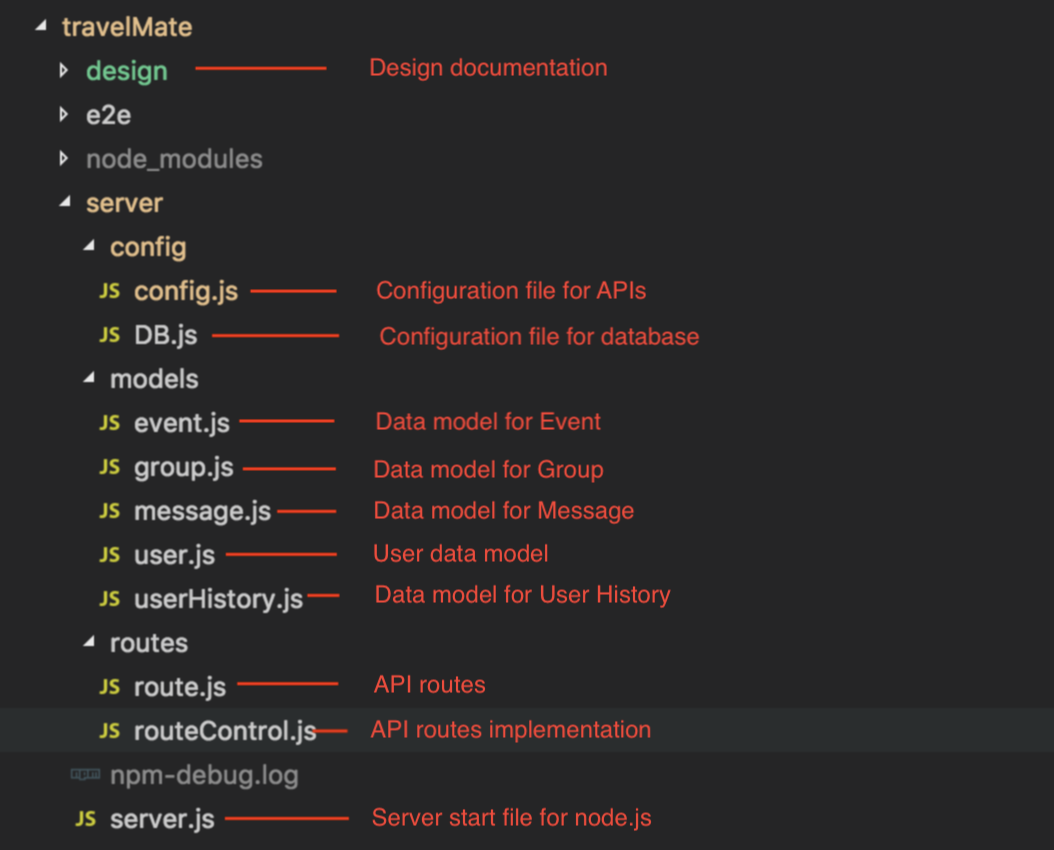 travelMate
design Design documentation
e2e
node_modules
server
config
JS config.js Configuration file for APIs
JS DB.js Configuration file for database
models
JS event.js Data model for Event
JS group.js Data model for Group
JS message.js Data model for Message
JS user.js User data model
JS userHistory.js Data model for User History
routes
JS route.js API routes
JS routeControl.js API routes implementation
npm npm-debug.log
JS server.js Server start file for node.js